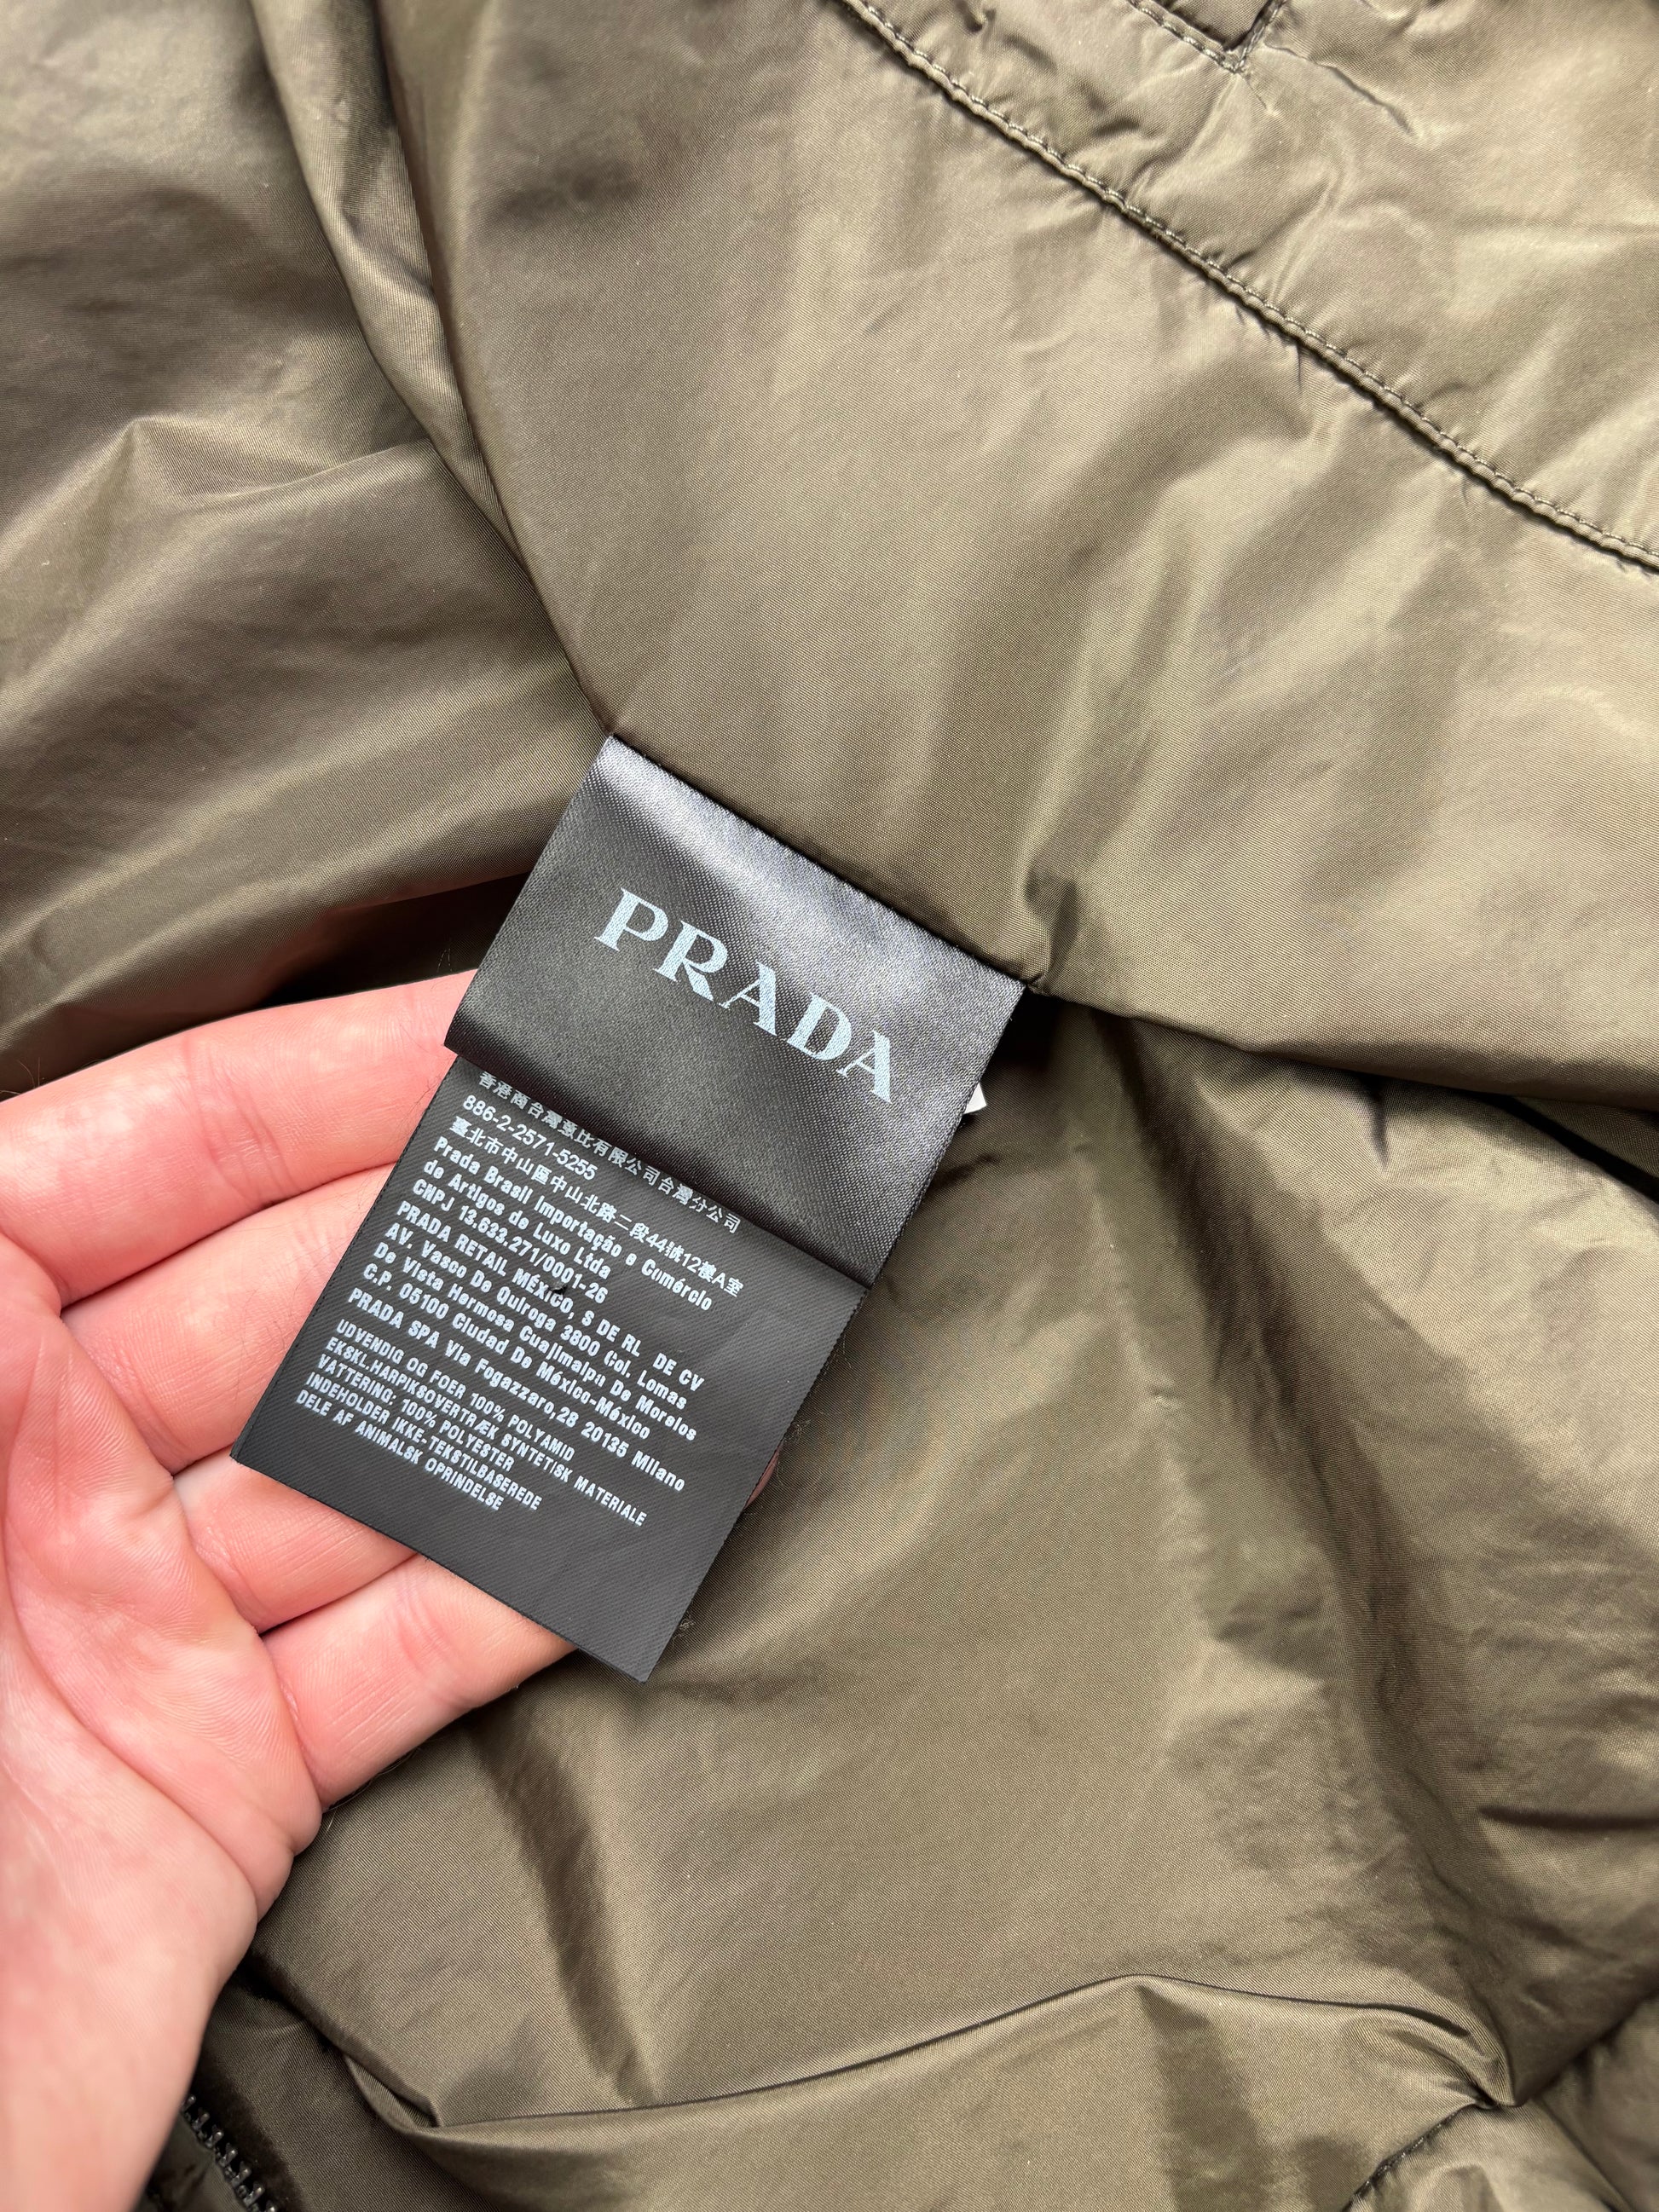 PRADA
香港商台灣普比有限公司台灣分公司
886-2-2571-5255
臺北市中山區中山北路二段44號12樓A室
Prada Brasil Importação e Comércio
de Artigos de Luxo Ltda
CNPJ 13.633.271/0001-26
PRADA RETAIL MÉXICO, S DE RL DE CV
AV. Vasco De Quiroga 3800 Col. Lomas
De Vista Hermosa Cuajimalpa De Morelos
C.P. 05100 Ciudad De México-México
PRADA SPA Via Fogazzaro,28 20135 Milano
UDVENDIG OG FOER 100% POLYAMID
EKSKL.HARPIKSOVERTRÆK SYNTETISK MATERIALE
VATTERING: 100% POLYESTER
INDEHOLDER IKKE-TEKSTILBASEREDE
DELE AF ANIMALSK OPRINDELSE